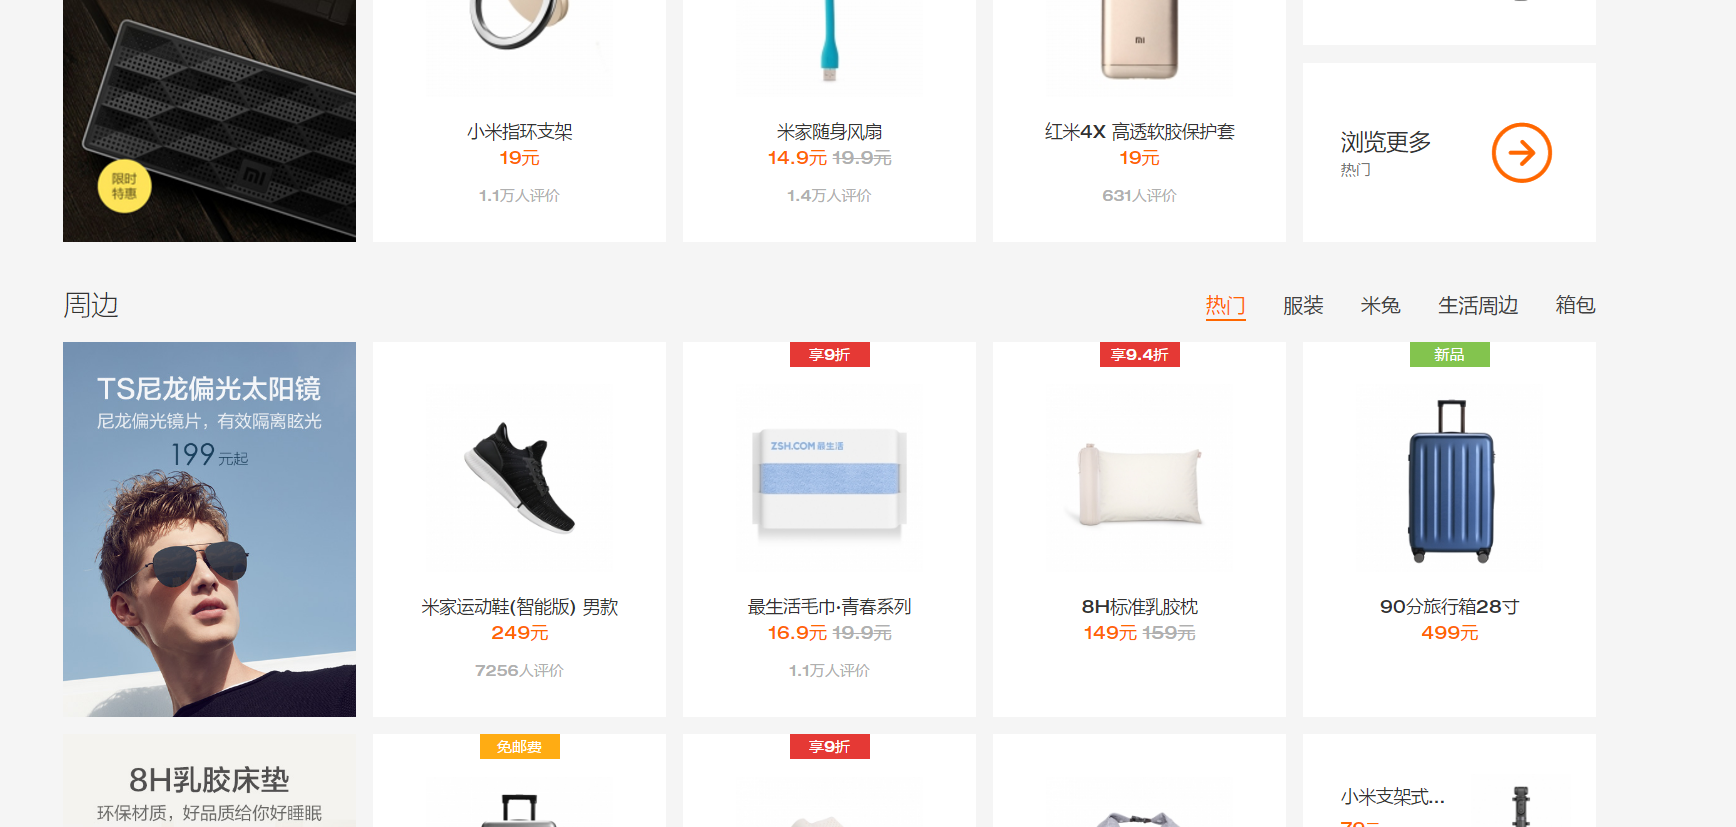 mi
限时
特惠
小米指环支架
19元
1.1万人评价
米家随身风扇
14.9元 19.9元
1.4万人评价
mi
红米4X 高透软胶保护套
19元
631人评价
浏览更多
热门
周边
热门
服装
米兔
生活周边
箱包
TS尼龙偏光太阳镜
尼龙偏光镜片，有效隔离眩光
199元起
米家运动鞋(智能版) 男款
249元
7256人评价
享9折
ZSH.COM 最生活
最生活毛巾·青春系列
16.9元 19.9元
1.1万人评价
享9.4折
8H标准乳胶枕
149元 159元
新品
90分旅行箱28寸
499元
8H乳胶床垫
环保材质，好品质给你好睡眠
免邮费
享9折
小米支架式...